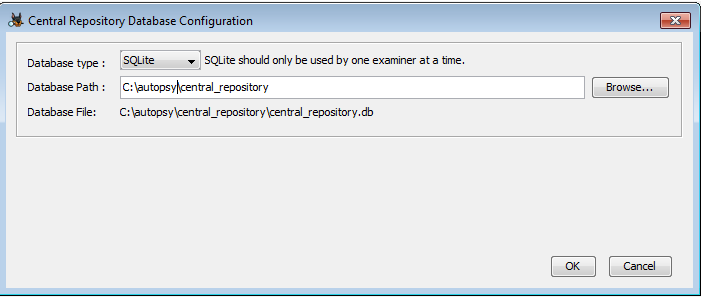 Central Repository Database Configuration
Database type : SQLite SQLite should only be used by one examiner at a time.
Database Path : C:\autopsy\central_repository Browse...
Database File: C:\autopsy\central_repository\central_repository.db
OK Cancel